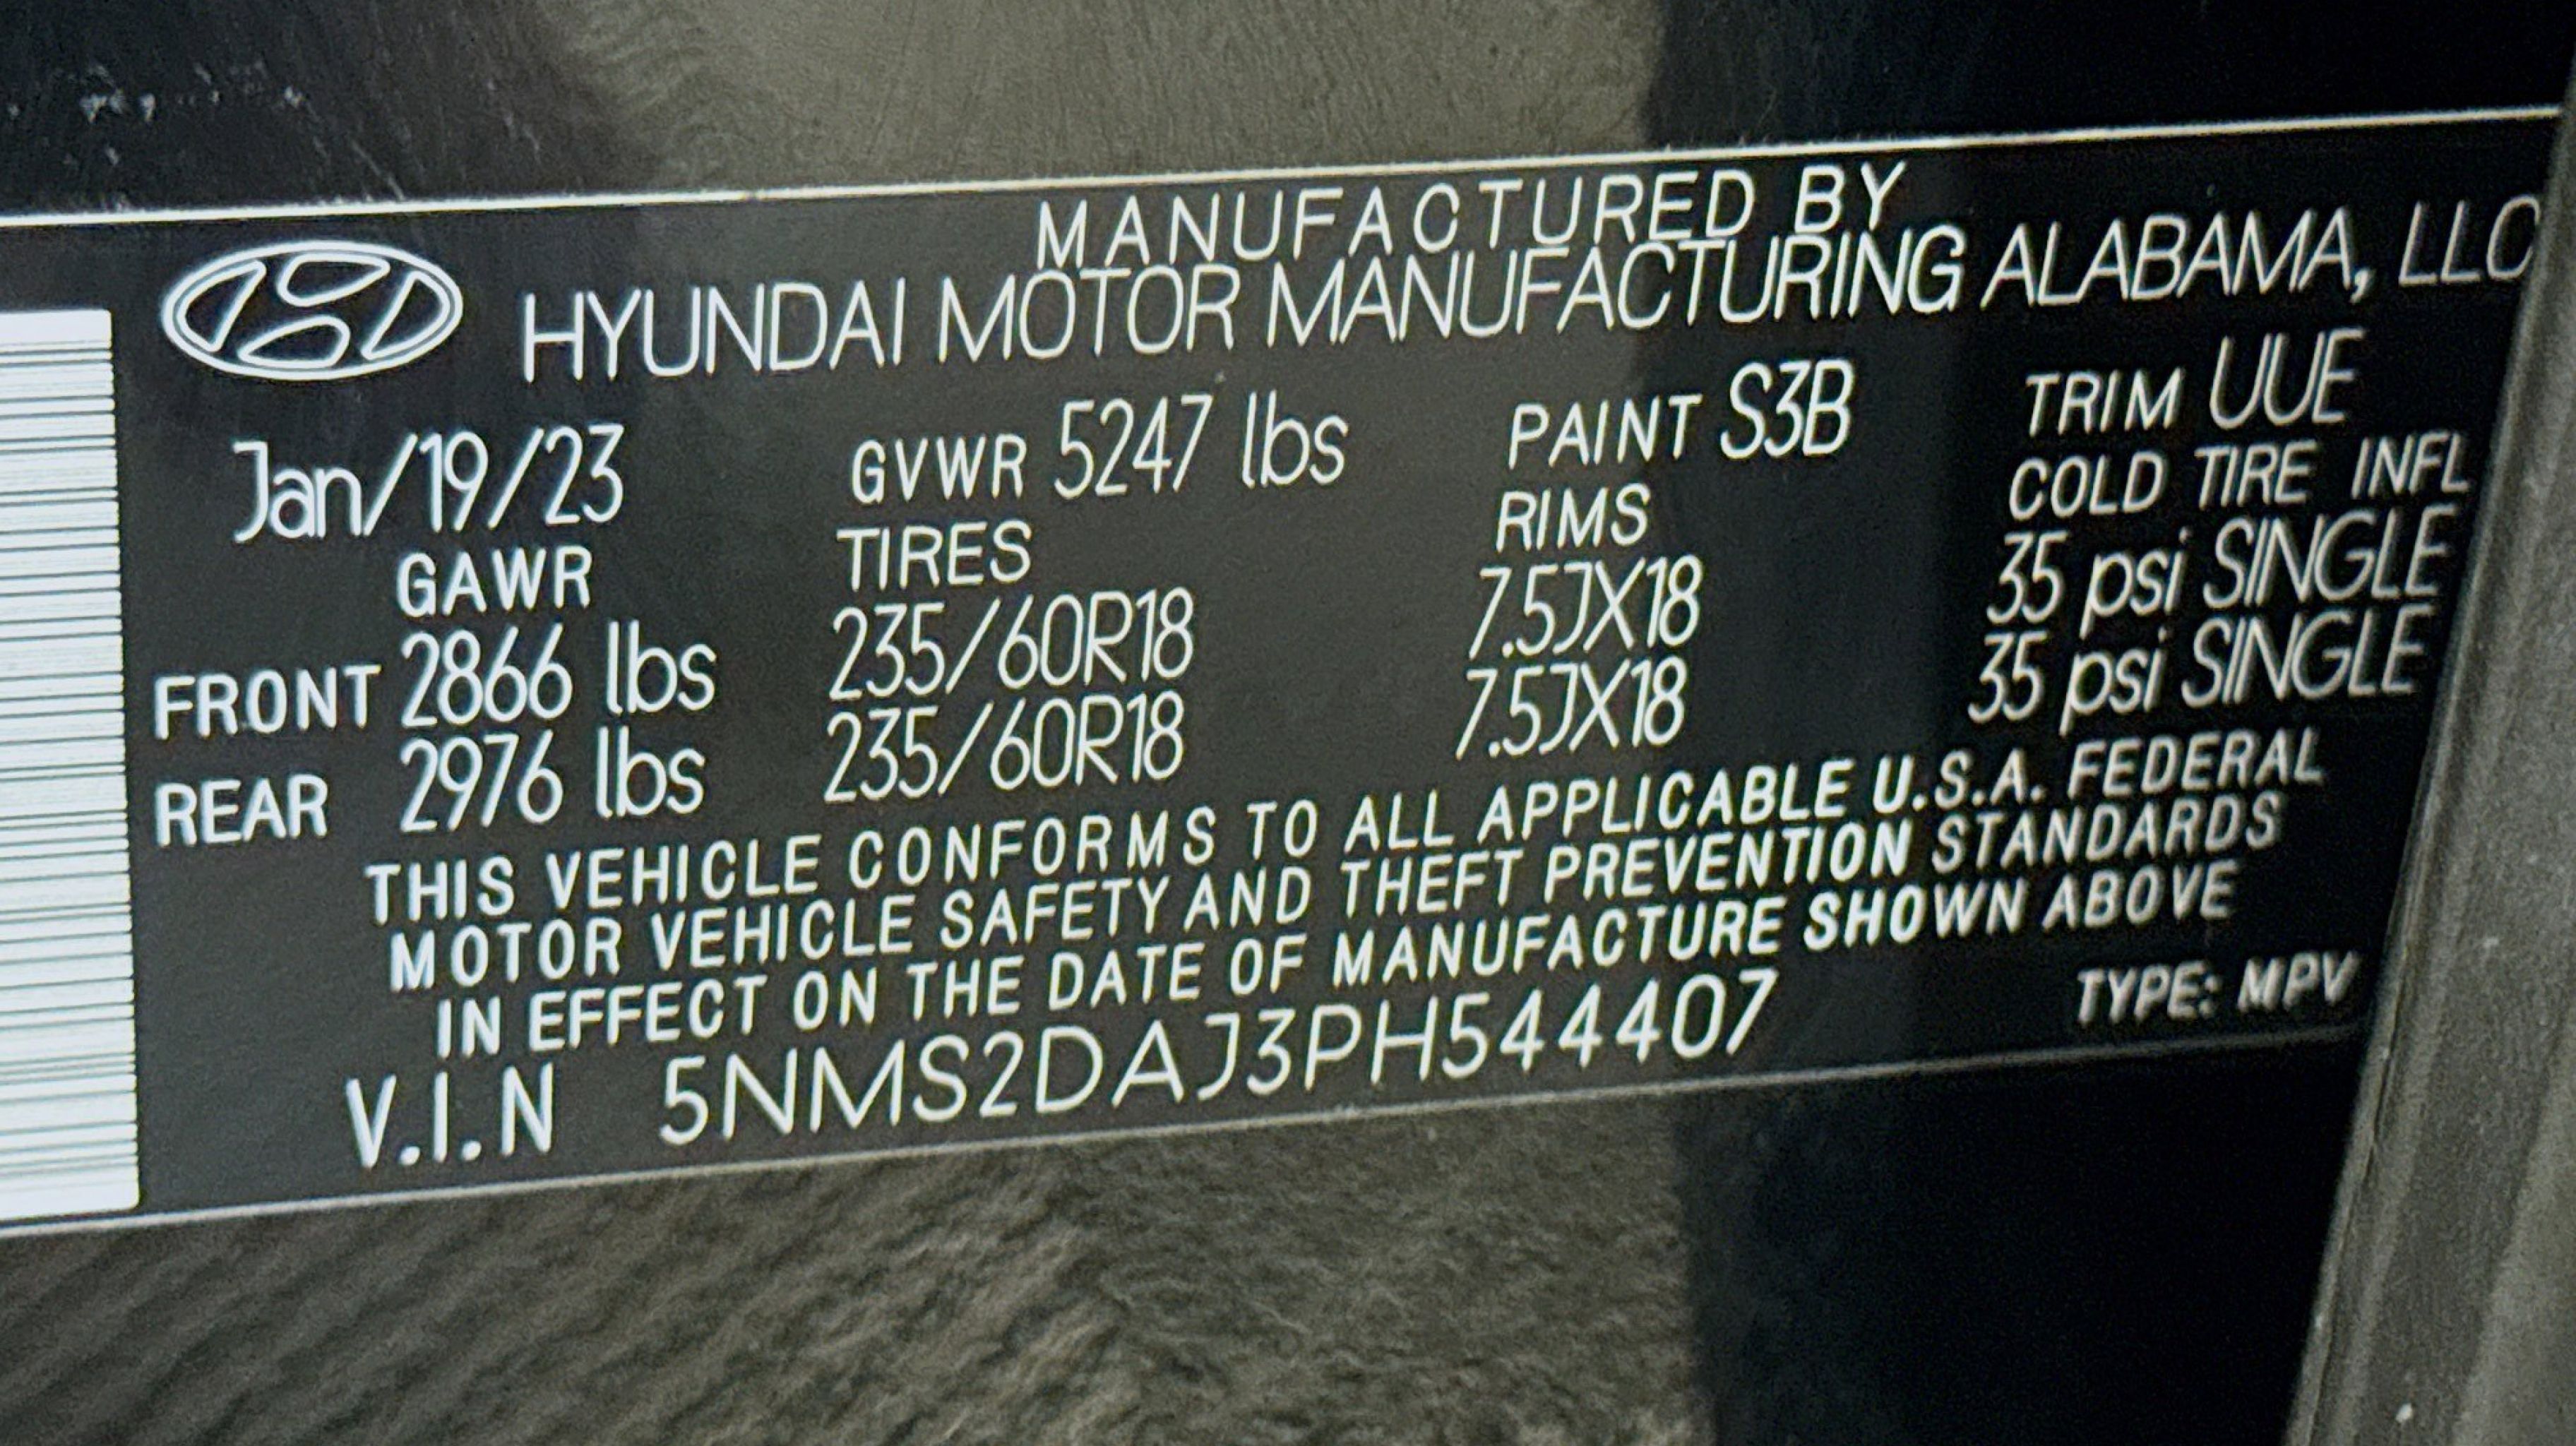 MANUFACTURED BY
HYUNDAI MOTOR MANUFACTURING ALABAMA, LLC
Jan/19/23 GVWR 5247 lbs PAINT S3B TRIM UUE
GAWR TIRES RIMS COLD TIRE INFL
FRONT 2866 lbs 235/60R18 7.5JX18 35 psi SINGLE
REAR 2976 lbs 235/60R18 7.5JX18 35 psi SINGLE
THIS VEHICLE CONFORMS TO ALL APPLICABLE U.S.A. FEDERAL
MOTOR VEHICLE SAFETY AND THEFT PREVENTION STANDARDS
IN EFFECT ON THE DATE OF MANUFACTURE SHOWN ABOVE
V.I.N 5NMS2DAJ3PH544407 TYPE: MPV